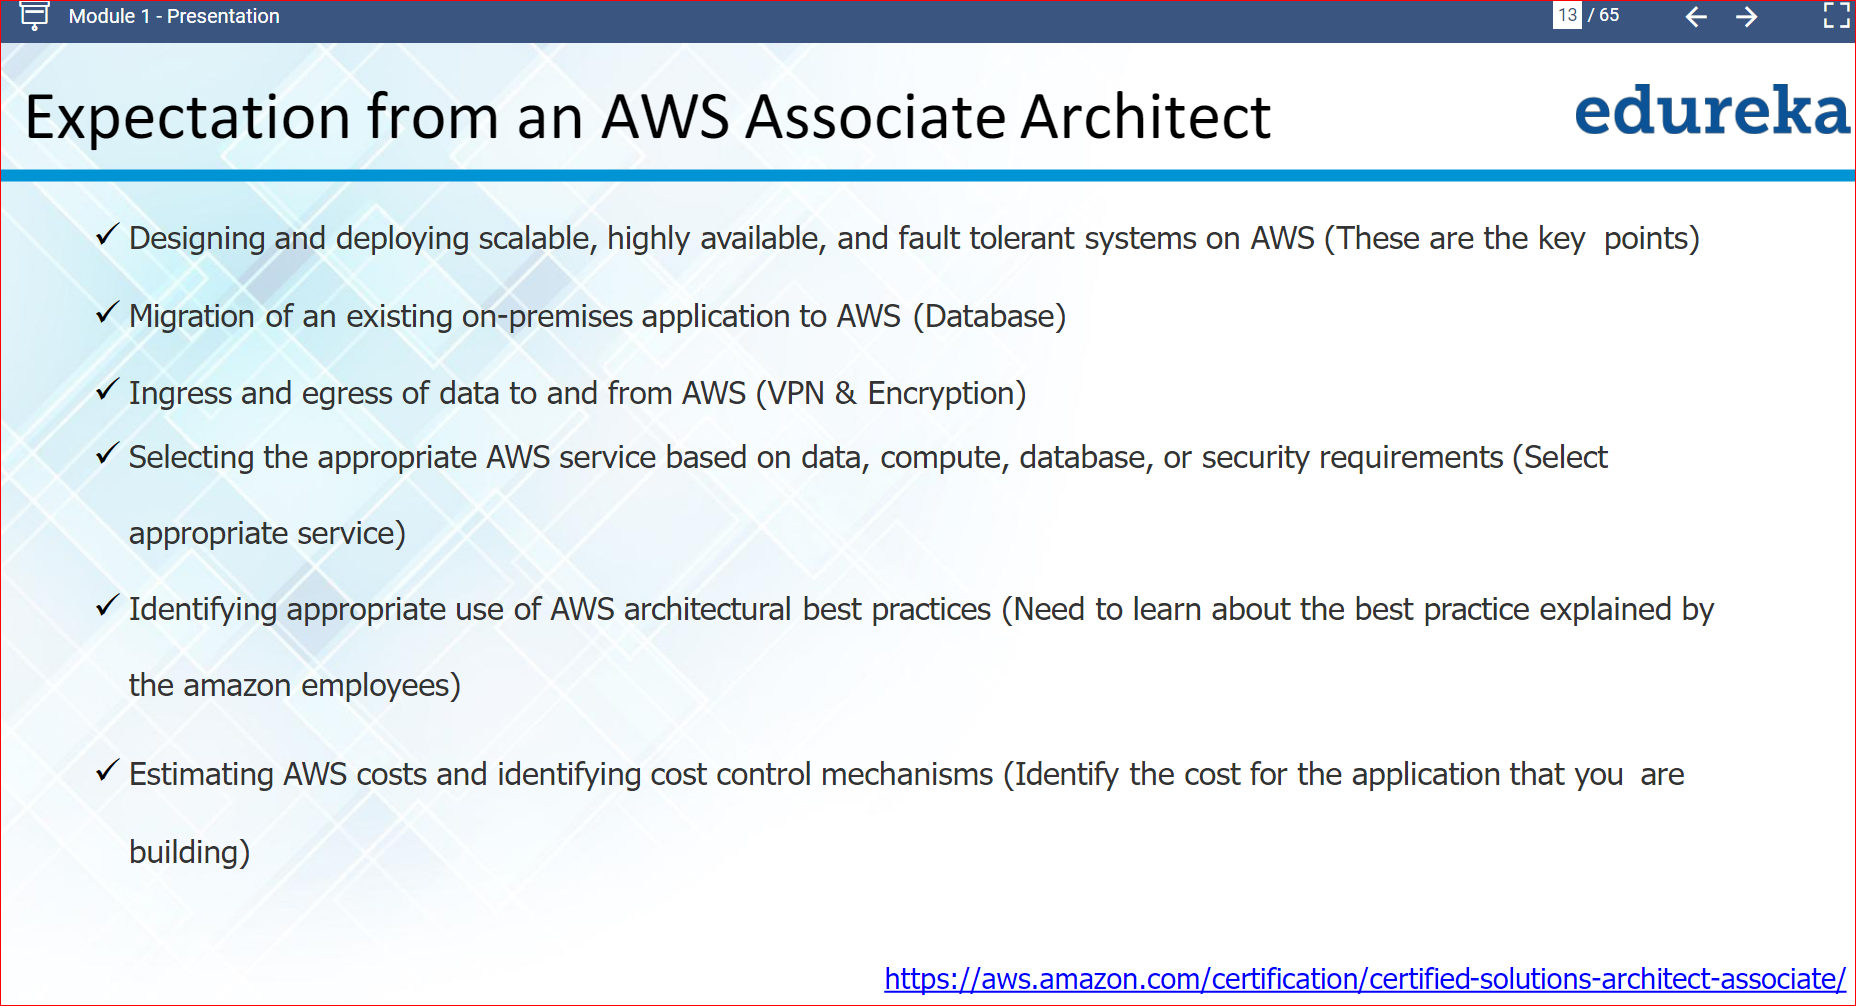 Module 1 - Presentation
13 / 65
Expectation from an AWS Associate Architect
edureka
✓ Designing and deploying scalable, highly available, and fault tolerant systems on AWS (These are the key points)
✓ Migration of an existing on-premises application to AWS (Database)
✓ Ingress and egress of data to and from AWS (VPN & Encryption)
✓ Selecting the appropriate AWS service based on data, compute, database, or security requirements (Select
appropriate service)
✓ Identifying appropriate use of AWS architectural best practices (Need to learn about the best practice explained by
the amazon employees)
✓ Estimating AWS costs and identifying cost control mechanisms (Identify the cost for the application that you are
building)
https://aws.amazon.com/certification/certified-solutions-architect-associate/